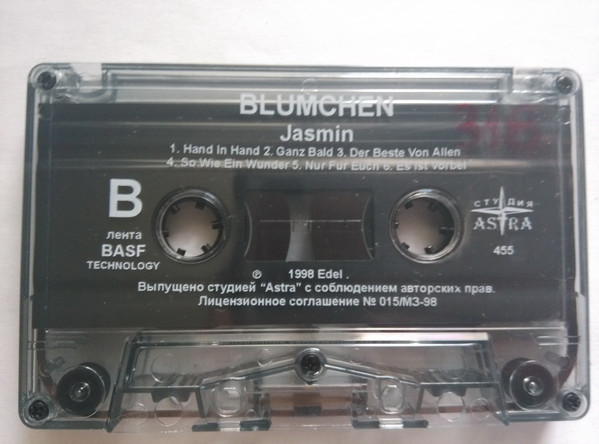 BLUMCHEN
Jasmin
1. Hand In Hand 2. Ganz Bald 3. Der Beste Von Allen
4. So Wie Ein Wunder 5. Nur Für Euch 6. Es Ist Vorbei
B
лента
BASF
TECHNOLOGY
СТУДИЯ
ASTRA
455
℗ 1998 Edel .
Выпущено студией "Astra" с соблюдением авторских прав.
Лицензионное соглашение № 015/МЗ-98